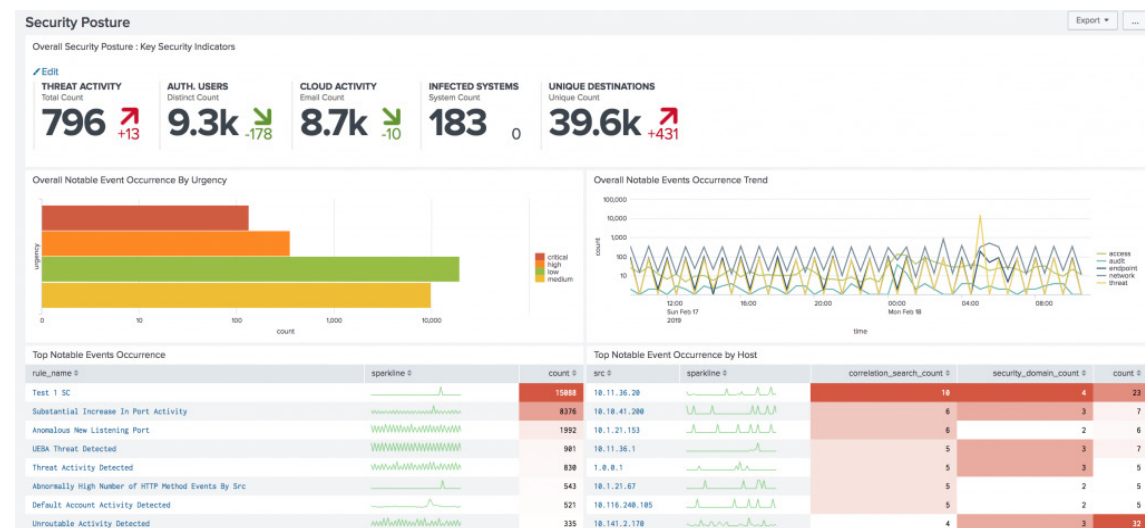 Security Posture
Export ▾ ...
Overall Security Posture : Key Security Indicators
Edit
THREAT ACTIVITY AUTH. USERS CLOUD ACTIVITY INFECTED SYSTEMS UNIQUE DESTINATIONS
Total Count Distinct Count Email Count System Count Unique Count
796 +13 9.3k -178 8.7k -10 183 0 39.6k +431
Overall Notable Event Occurrence By Urgency
urgency
critical
high
low
medium
0 10 100 1,000 10,000
count
Overall Notable Events Occurrence Trend
100,000
10,000
1,000
100
10
count
access
audit
endpoint
network
threat
12:00 16:00 20:00 00:00 04:00 08:00
Sun Feb 17 Mon Feb 18
2019
time
Top Notable Events Occurrence
rule_name sparkline count
Test 1 SC 15088
Substantial Increase In Port Activity 8376
Anomalous New Listening Port 1992
UEBA Threat Detected 901
Threat Activity Detected 830
Abnormally High Number of HTTP Method Events By Src 543
Default Account Activity Detected 521
Unroutable Activity Detected 335
Top Notable Event Occurrence by Host
src sparkline correlation_search_count security_domain_count count
10.11.36.20 10 4 23
10.10.41.200 6 3 7
10.1.21.153 6 2 6
10.11.36.1 5 3 7
1.0.0.1 5 3 5
10.1.21.67 5 2 5
10.116.240.105 5 2 5
10.141.2.170 4 3 32